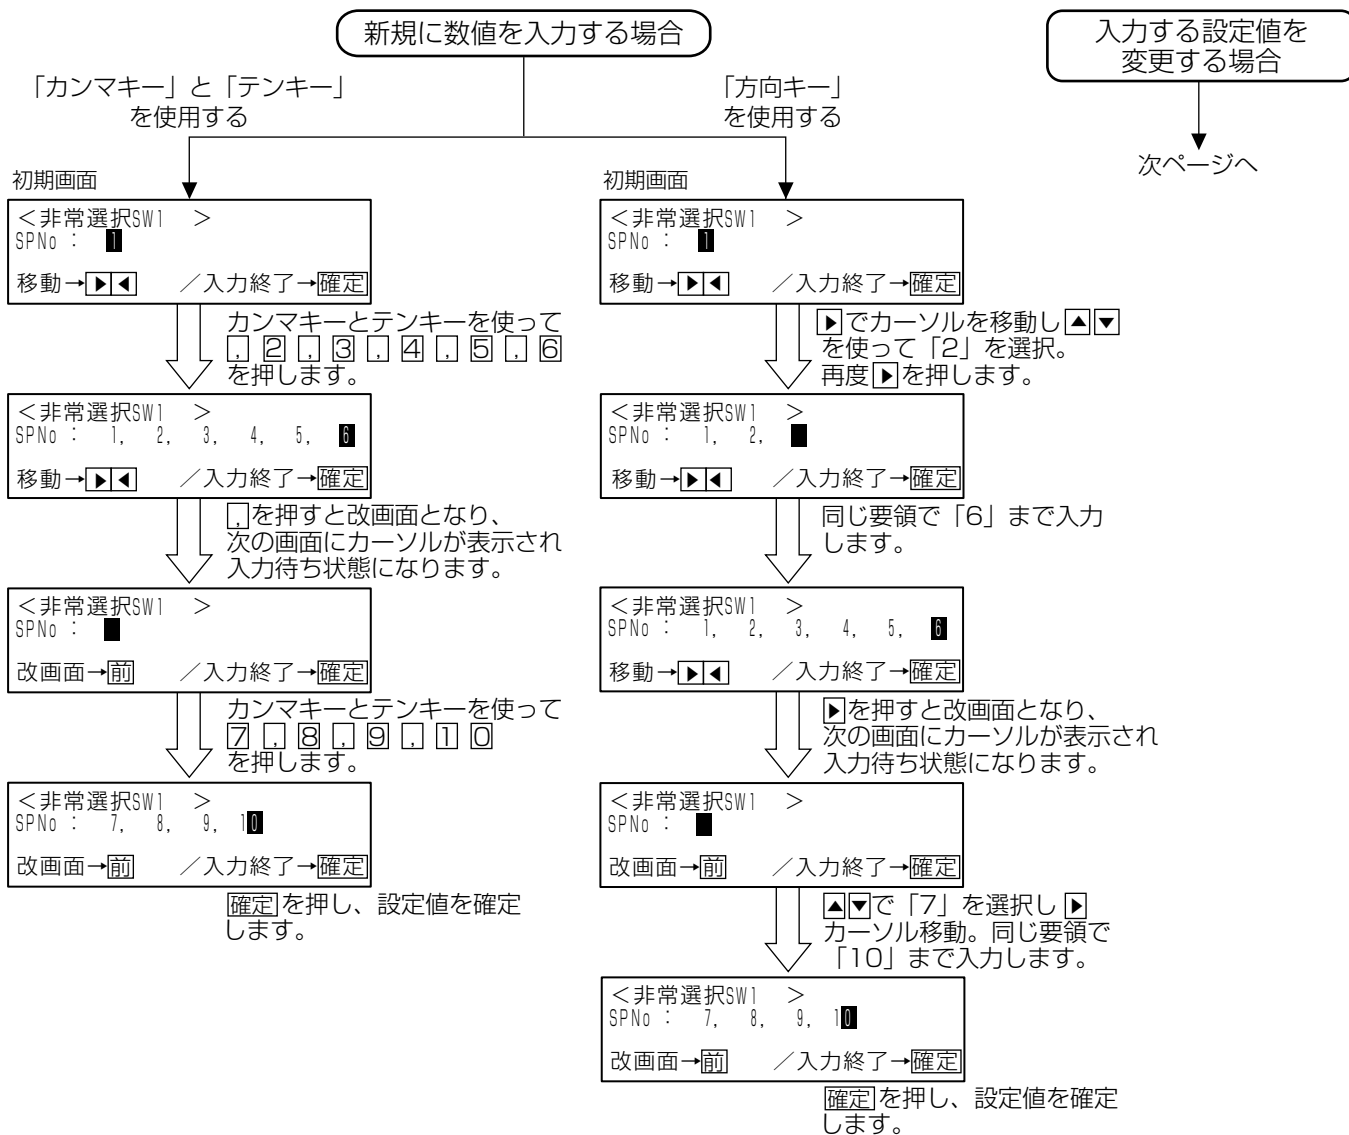 新規に数値を入力する場合
「カンマキー」と「テンキー」
を使用する
初期画面
<非常選択SW1　>
SPNo： 1
移動→▶◀　／入力終了→確定
カンマキーとテンキーを使って
, 2 , 3 , 4 , 5 , 6
を押します。
<非常選択SW1　>
SPNo： 1, 2, 3, 4, 5, 6
移動→▶◀　／入力終了→確定
,を押すと改画面となり、
次の画面にカーソルが表示され
入力待ち状態になります。
<非常選択SW1　>
SPNo：
改画面→前　／入力終了→確定
カンマキーとテンキーを使って
7 , 8 , 9 , 1 0
を押します。
<非常選択SW1　>
SPNo： 7, 8, 9, 10
改画面→前　／入力終了→確定
確定を押し、設定値を確定
します。
「方向キー」
を使用する
初期画面
<非常選択SW1　>
SPNo： 1
移動→▶◀　／入力終了→確定
▶でカーソルを移動し▲▼
を使って「2」を選択。
再度▶を押します。
<非常選択SW1　>
SPNo： 1, 2,
移動→▶◀　／入力終了→確定
同じ要領で「6」まで入力
します。
<非常選択SW1　>
SPNo： 1, 2, 3, 4, 5, 6
移動→▶◀　／入力終了→確定
▶を押すと改画面となり、
次の画面にカーソルが表示され
入力待ち状態になります。
<非常選択SW1　>
SPNo：
改画面→前　／入力終了→確定
▲▼で「7」を選択し▶
カーソル移動。同じ要領で
「10」まで入力します。
<非常選択SW1　>
SPNo： 7, 8, 9, 10
改画面→前　／入力終了→確定
確定を押し、設定値を確定
します。
入力する設定値を
変更する場合
次ページへ